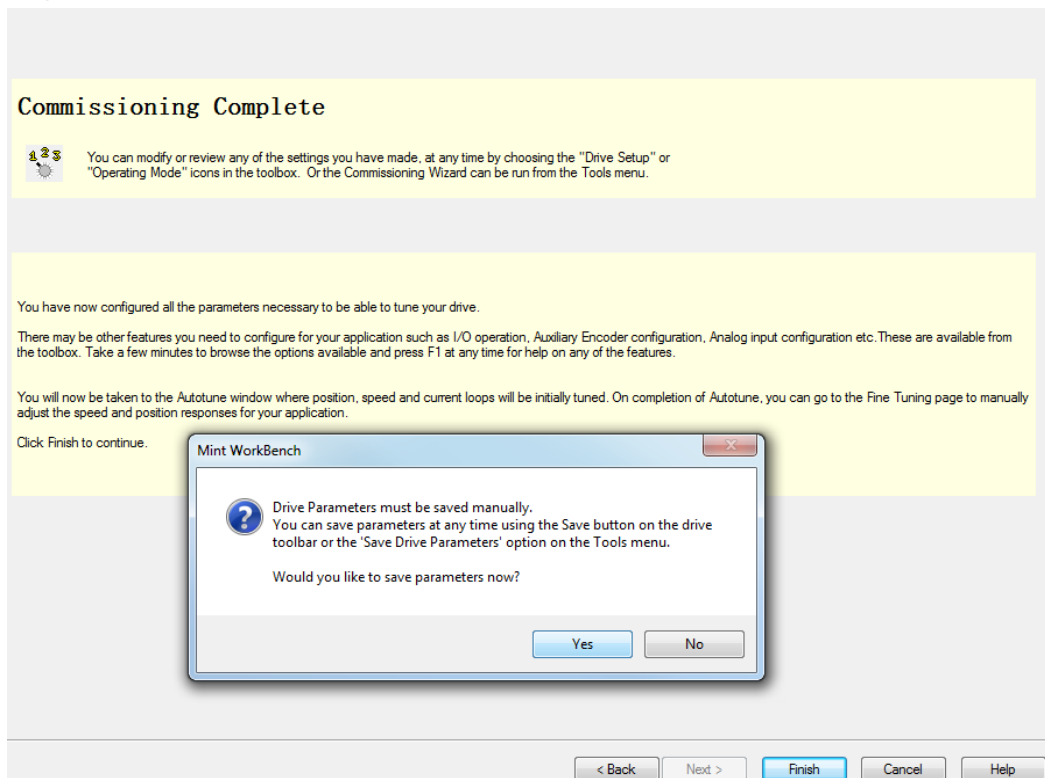 Commissioning Complete
1 2 3
You can modify or review any of the settings you have made, at any time by choosing the "Drive Setup" or
"Operating Mode" icons in the toolbox. Or the Commissioning Wizard can be run from the Tools menu.
You have now configured all the parameters necessary to be able to tune your drive.
There may be other features you need to configure for your application such as I/O operation, Auxiliary Encoder configuration, Analog input configuration etc.These are available from
the toolbox. Take a few minutes to browse the options available and press F1 at any time for help on any of the features.
You will now be taken to the Autotune window where position, speed and current loops will be initially tuned. On completion of Autotune, you can go to the Fine Tuning page to manually
adjust the speed and position responses for your application.
Click Finish to continue.
Mint WorkBench
Drive Parameters must be saved manually.
You can save parameters at any time using the Save button on the drive
toolbar or the 'Save Drive Parameters' option on the Tools menu.
Would you like to save parameters now?
Yes No
< Back Next > Finish Cancel Help